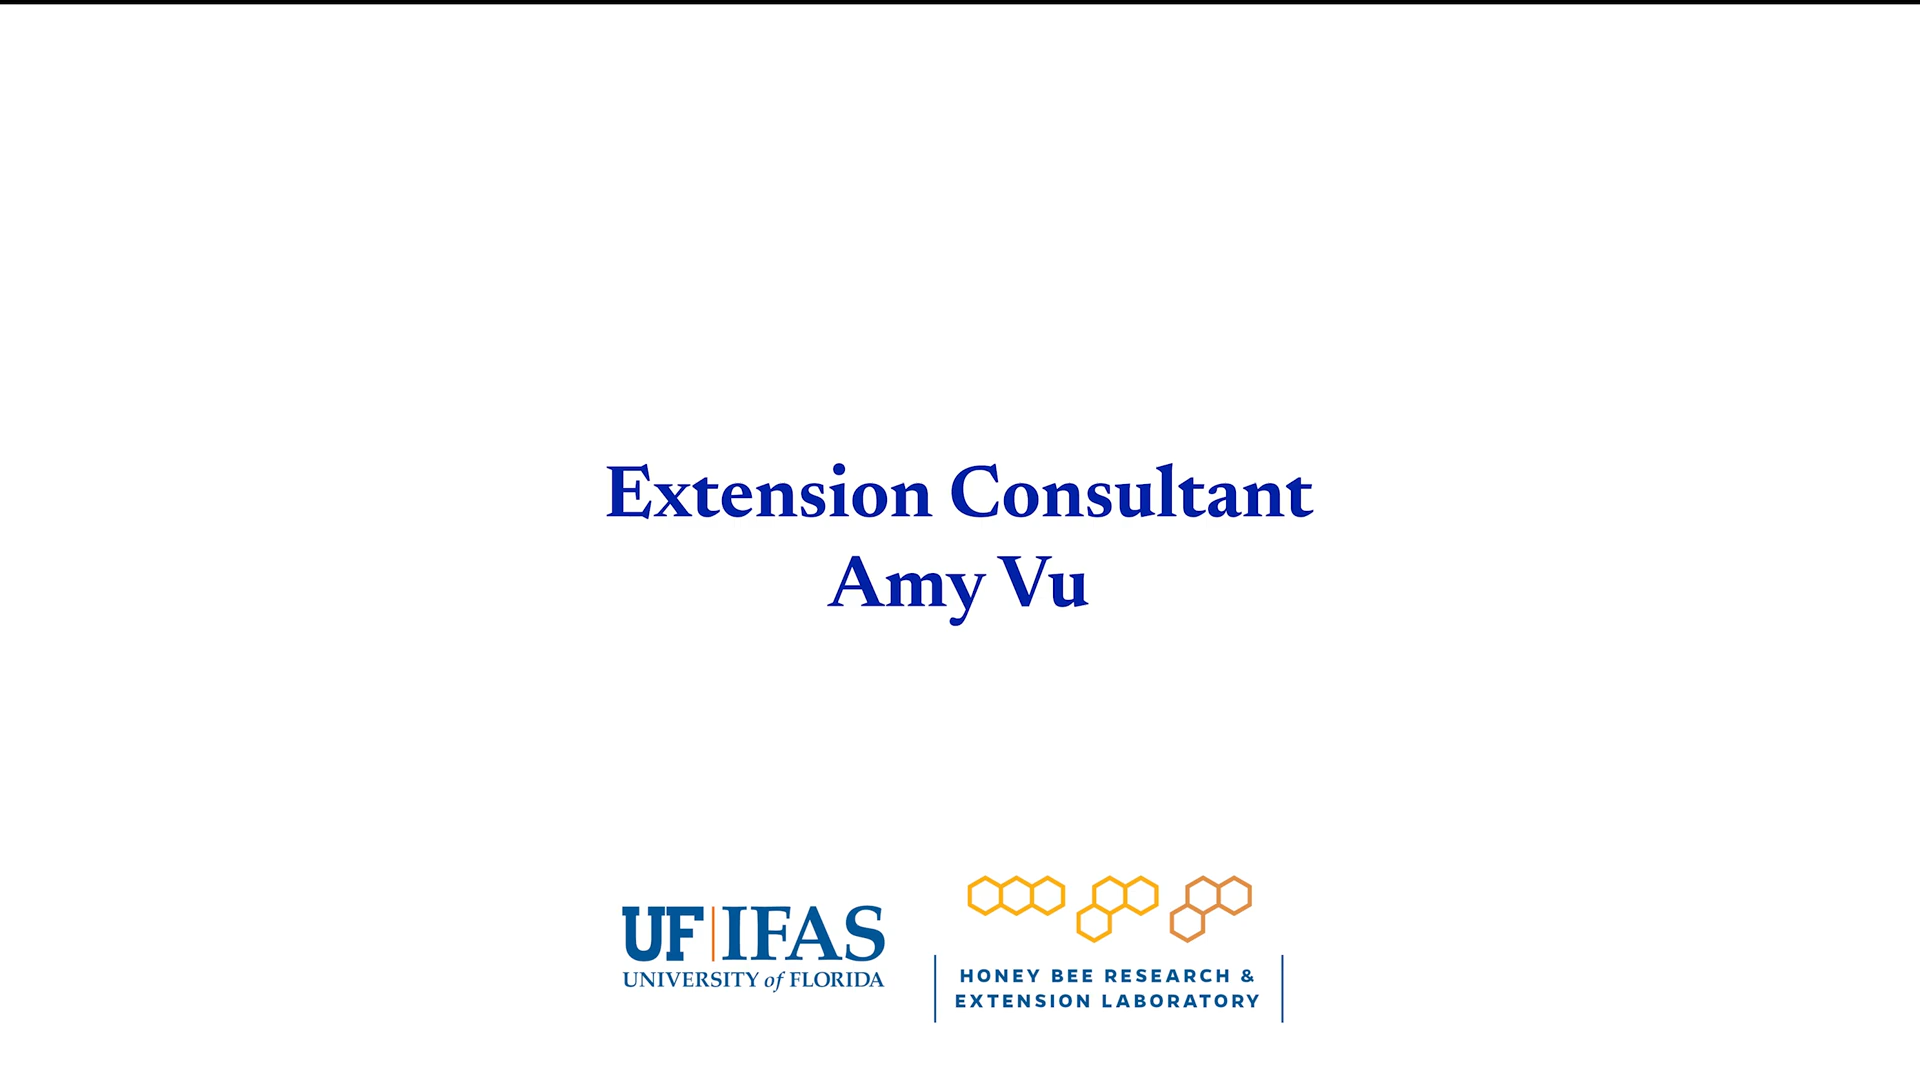 Extension Consultant
Amy Vu
UF|IFAS
UNIVERSITY of FLORIDA
HONEY BEE RESEARCH &
EXTENSION LABORATORY